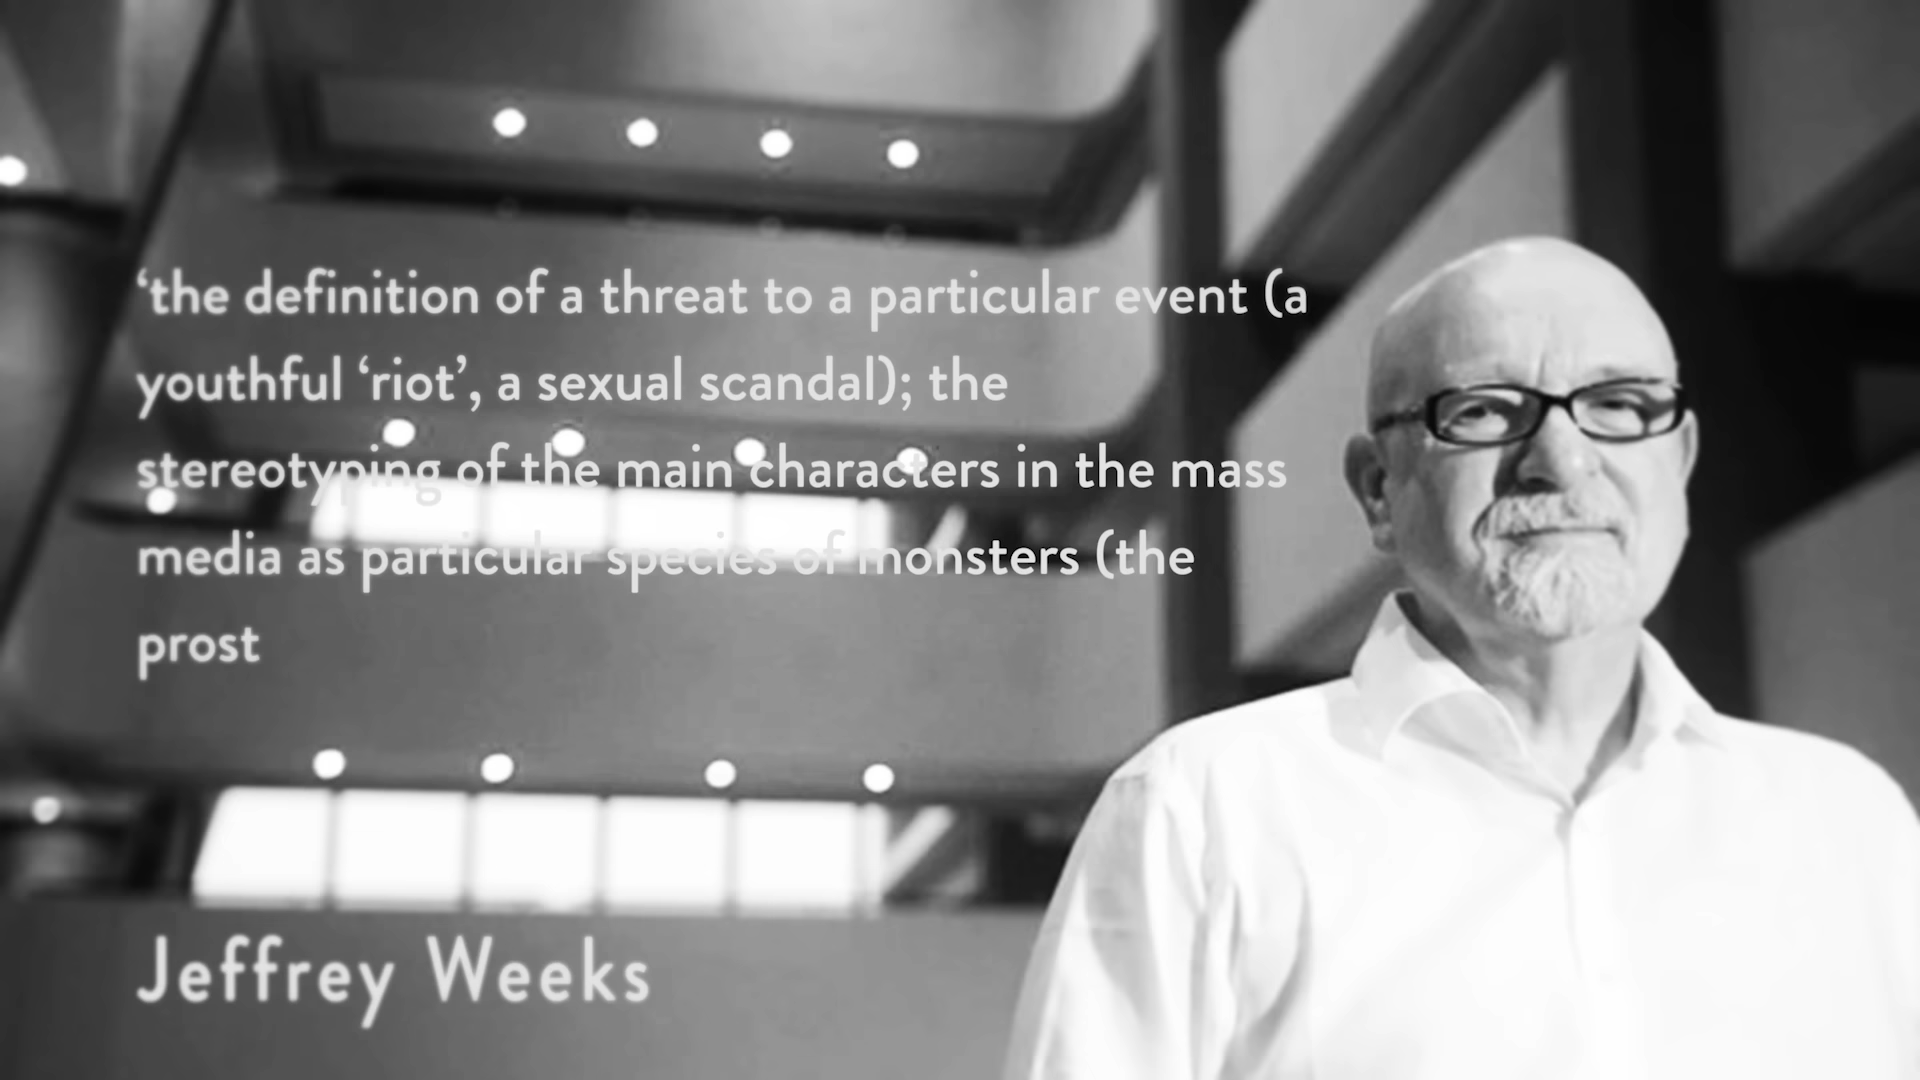 ‘the definition of a threat to a particular event (a
youthful ‘riot’, a sexual scandal); the
stereotyping of the main characters in the mass
media as particular species of monsters (the
prost
Jeffrey Weeks